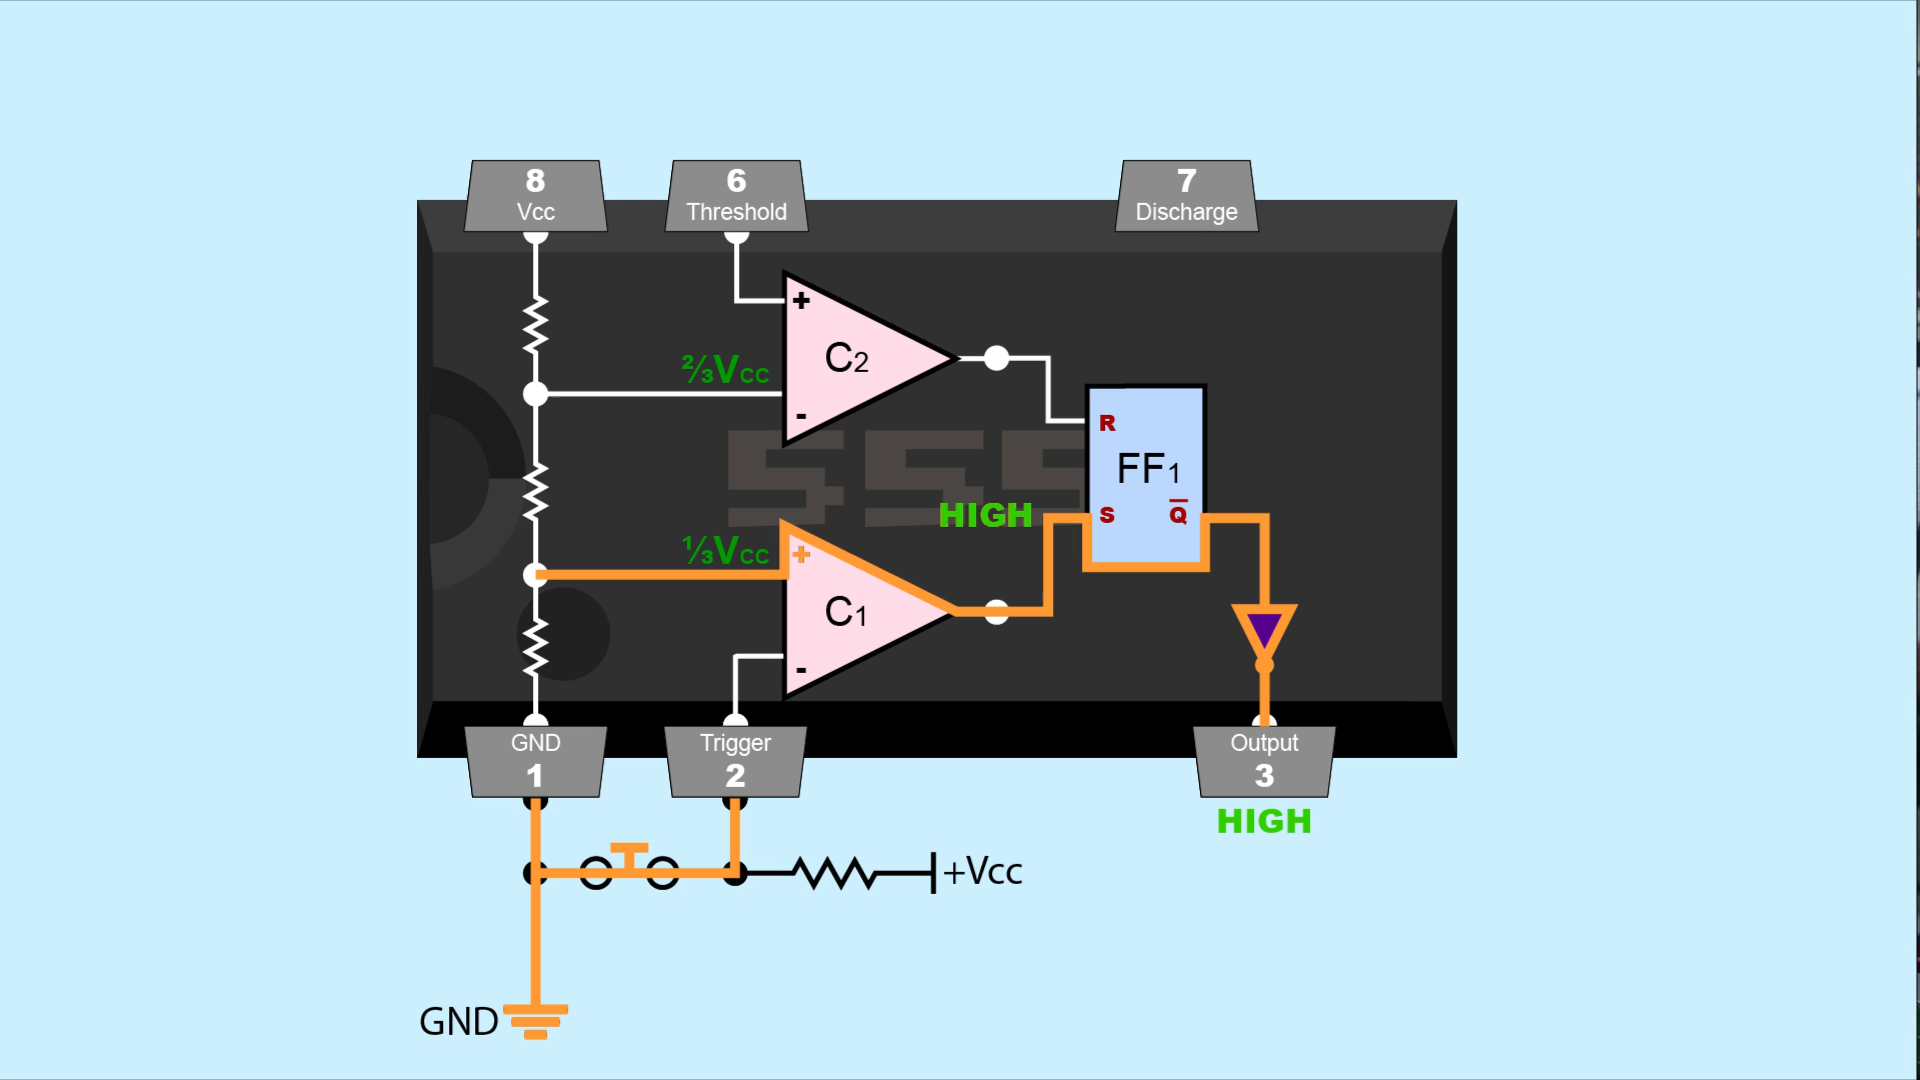 8
Vcc
6
Threshold
7
Discharge
+
C2
-
⅔Vcc
R
FF1
S
Q̅
555
HIGH
⅓Vcc
+
C1
-
GND
1
Trigger
2
Output
3
HIGH
+Vcc
GND